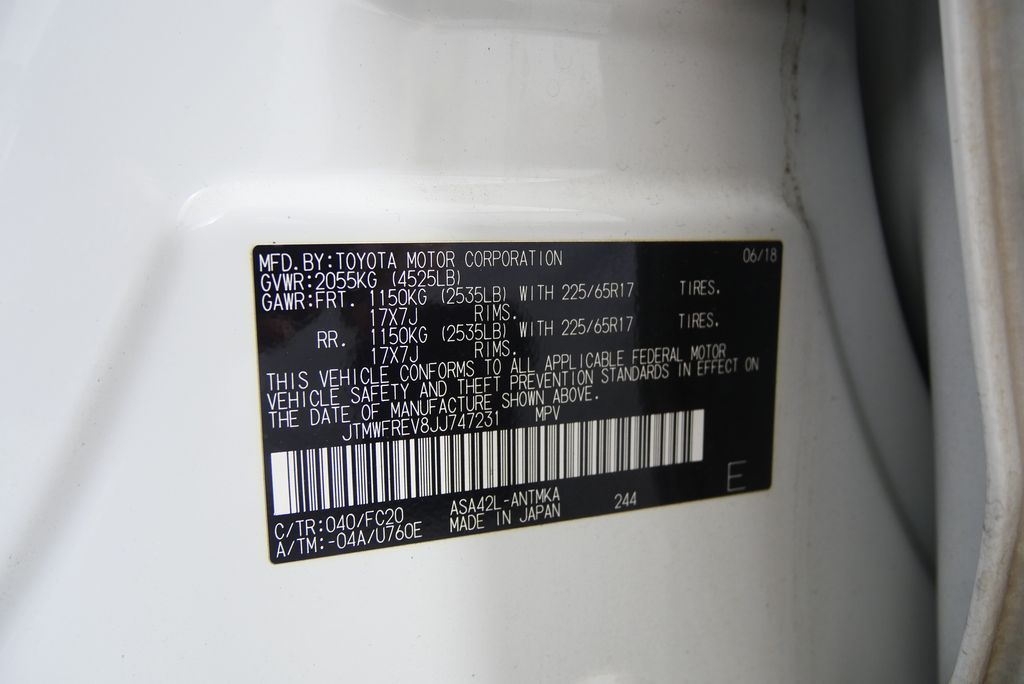 MFD.BY:TOYOTA MOTOR CORPORATION 06/18
GVWR:2055KG (4525LB)
GAWR:FRT. 1150KG (2535LB) WITH 225/65R17 TIRES.
17X7J RIMS.
RR. 1150KG (2535LB) WITH 225/65R17 TIRES.
17X7J RIMS.
THIS VEHICLE CONFORMS TO ALL APPLICABLE FEDERAL MOTOR
VEHICLE SAFETY AND THEFT PREVENTION STANDARDS IN EFFECT ON
THE DATE OF MANUFACTURE SHOWN ABOVE.
JTMWFREV8JJ747231 MPV
E
C/TR:040/FC20 ASA42L-ANTMKA 244
A/TM:-04A/U760E MADE IN JAPAN